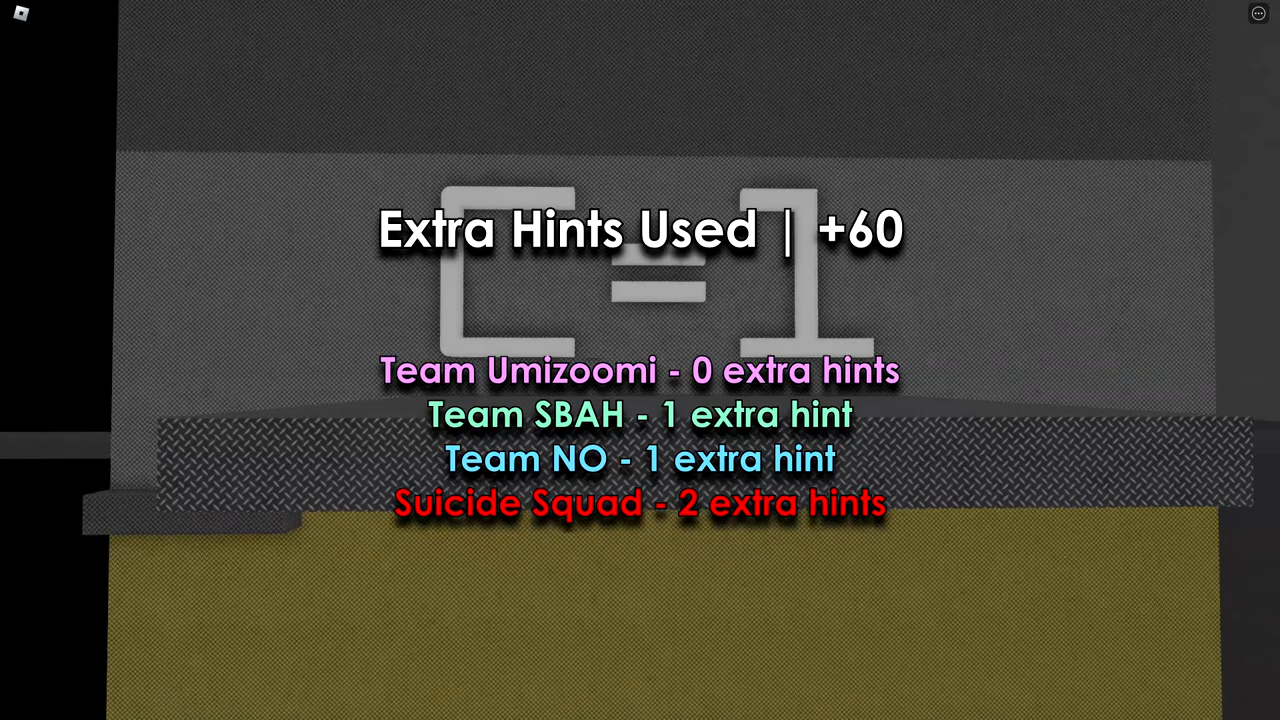 Extra Hints Used | +60
C = 1
Team Umizoomi - 0 extra hints
Team SBAH - 1 extra hint
Team NO - 1 extra hint
Suicide Squad - 2 extra hints